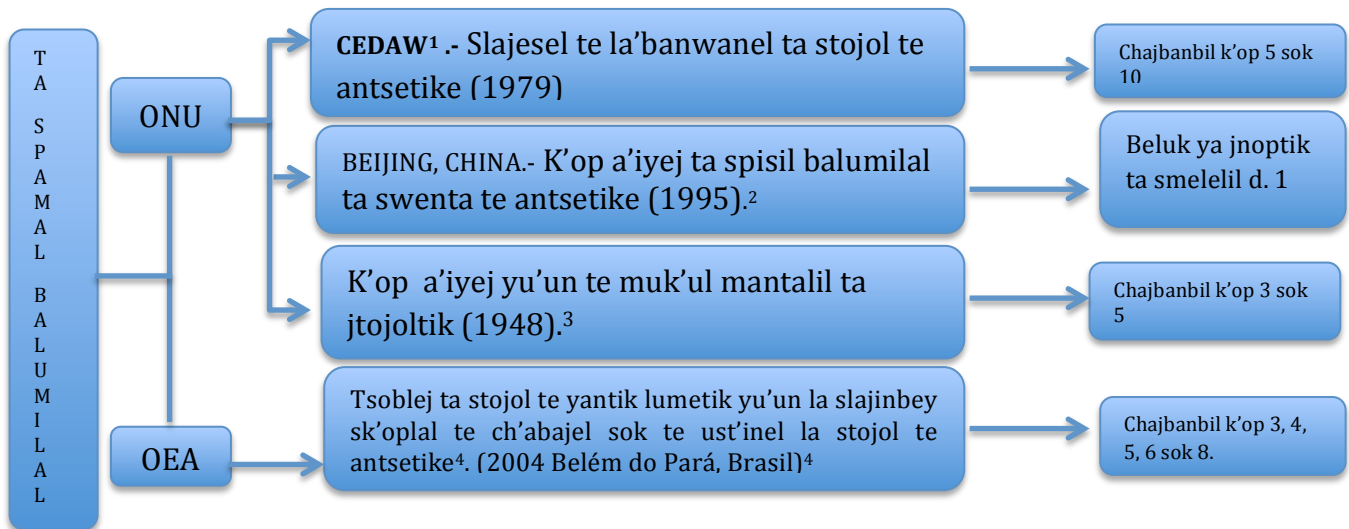 TA SPAMAL BALUMILAL
ONU
CEDAW¹ .- Slajesel te la’banwanel ta stojol te
antsetike (1979)
Chajbanbil k’op 5 sok
10
BEIJING, CHINA.- K’op a’iyej ta spisil balumilal
ta swenta te antsetike (1995).²
Beluk ya jnoptik
ta smelelil d. 1
K’op a’iyej yu’un te muk’ul mantalil ta
jtojoltik (1948).³
Chajbanbil k’op 3 sok
5
OEA
Tsoblej ta stojol te yantik lumetik yu’un la slajinbey
sk’oplal te ch’abajel sok te ust’inel la stojol te
antsetike⁴. (2004 Belém do Pará, Brasil)⁴
Chajbanbil k’op 3, 4,
5, 6 sok 8.